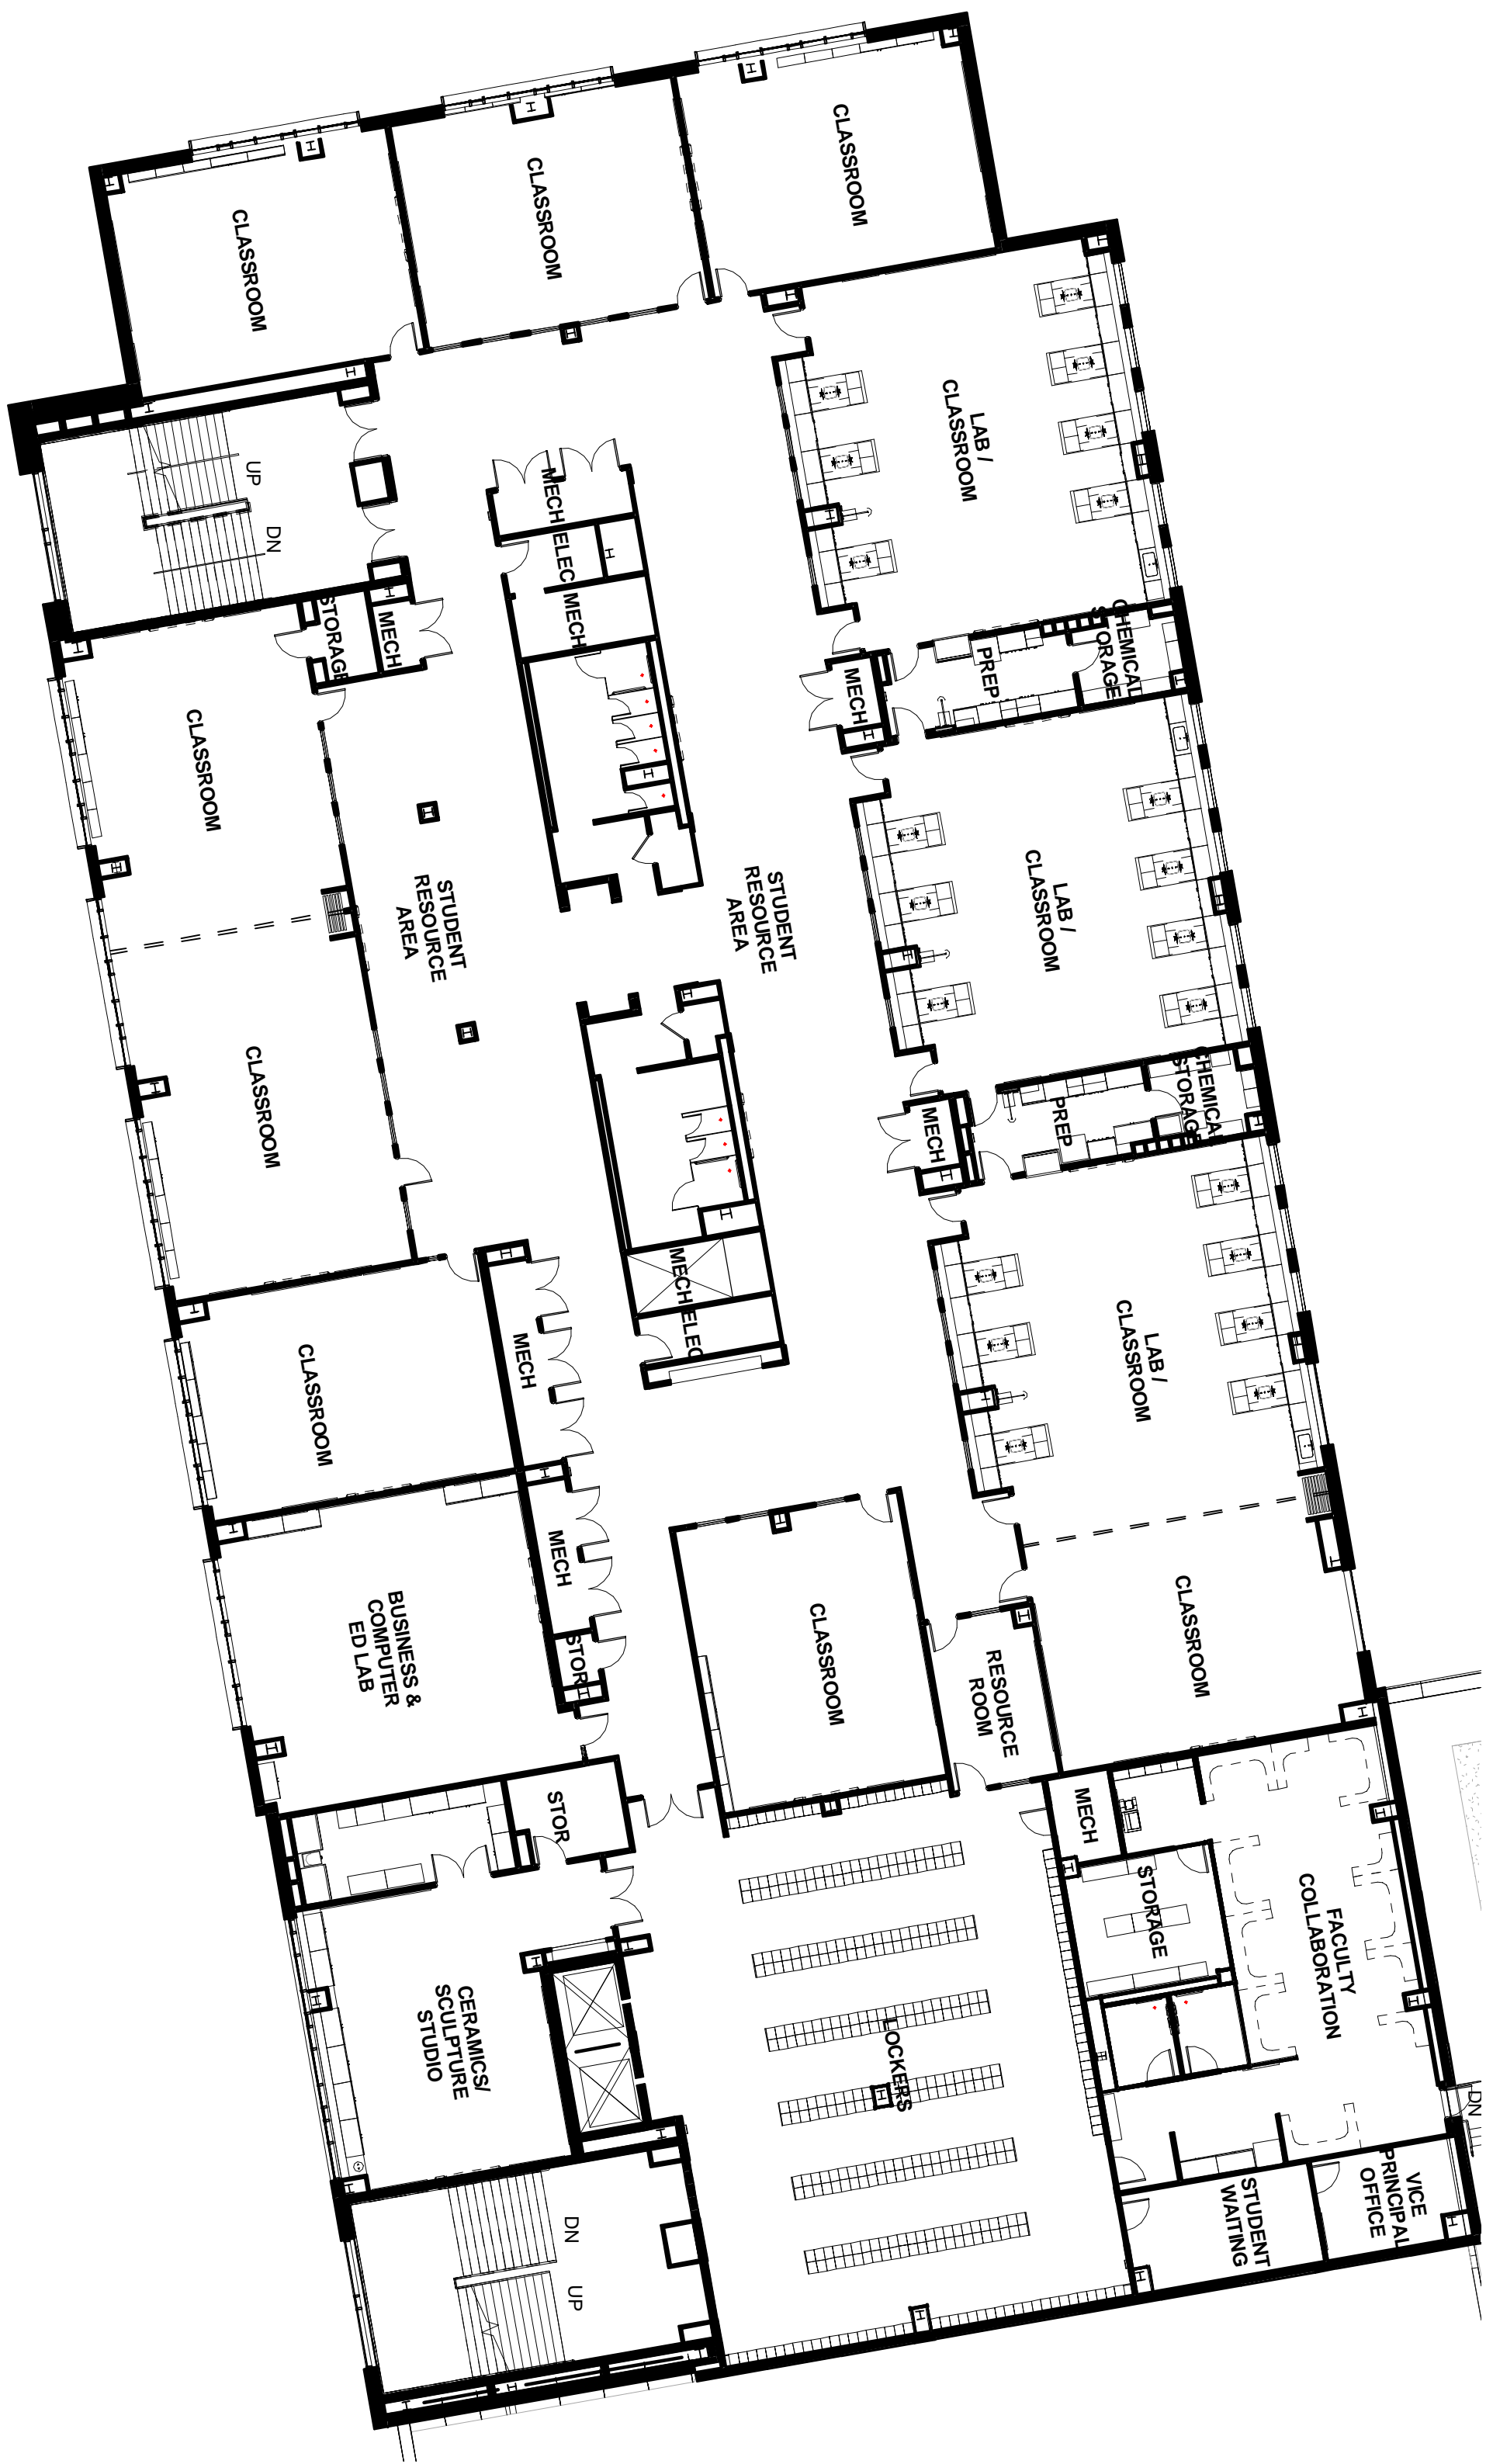 CLASSROOM
CLASSROOM
CLASSROOM
LAB /
CLASSROOM
UP
DN
MECH
ELEC
MECH
STORAGE
MECH
CHEMICAL
STORAGE
PREP
MECH
CLASSROOM
STUDENT
RESOURCE
AREA
STUDENT
RESOURCE
AREA
LAB /
CLASSROOM
CLASSROOM
CHEMICAL
STORAGE
PREP
MECH
MECH
ELEC
CLASSROOM
MECH
LAB /
CLASSROOM
MECH
STOR
BUSINESS &
COMPUTER
ED LAB
CLASSROOM
RESOURCE
ROOM
CLASSROOM
STOR
MECH
STORAGE
FACULTY
COLLABORATION
CERAMICS/
SCULPTURE
STUDIO
LOCKERS
DN
STUDENT
WAITING
VICE
PRINCIPAL
OFFICE
DN
UP